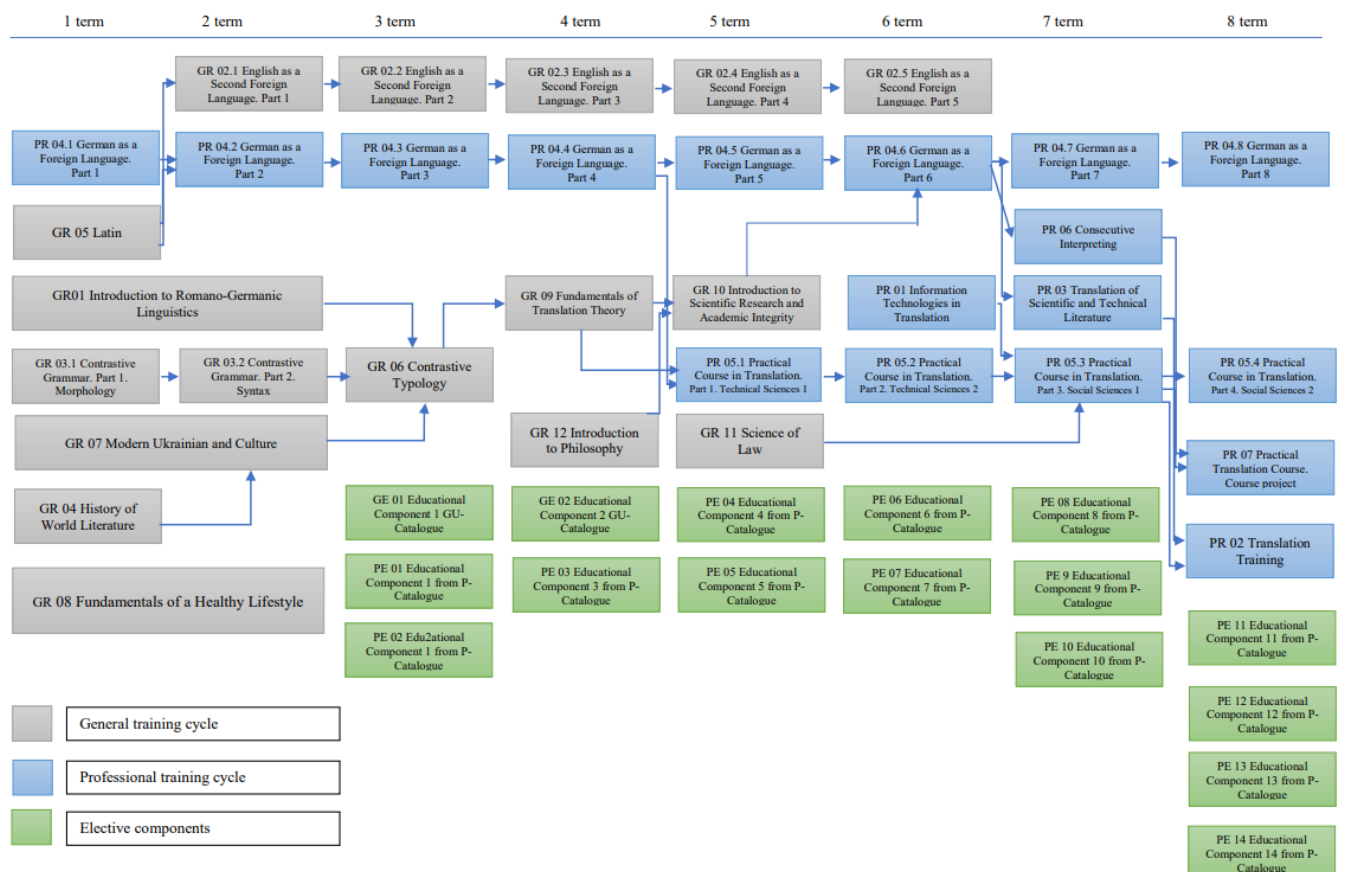 1 term
2 term
3 term
4 term
5 term
6 term
7 term
8 term
GR 02.1 English as a
Second Foreign
Language. Part 1
GR 02.2 English as a
Second Foreign
Language. Part 2
GR 02.3 English as a
Second Foreign
Language. Part 3
GR 02.4 English as a
Second Foreign
Language. Part 4
GR 02.5 English as a
Second Foreign
Language. Part 5
PR 04.1 German as a
Foreign Language.
Part 1
PR 04.2 German as a
Foreign Language.
Part 2
PR 04.3 German as a
Foreign Language.
Part 3
PR 04.4 German as a
Foreign Language.
Part 4
PR 04.5 German as a
Foreign Language.
Part 5
PR 04.6 German as a
Foreign Language.
Part 6
PR 04.7 German as a
Foreign Language.
Part 7
PR 04.8 German as a
Foreign Language.
Part 8
GR 05 Latin
PR 06 Consecutive
Interpreting
GR01 Introduction to Romano-Germanic
Linguistics
GR 09 Fundamentals of
Translation Theory
GR 10 Introduction to
Scientific Research and
Academic Integrity
PR 01 Information
Technologies in
Translation
PR 03 Translation of
Scientific and Technical
Literature
GR 03.1 Contrastive
Grammar. Part 1.
Morphology
GR 03.2 Contrastive
Grammar. Part 2.
Syntax
GR 06 Contrastive
Typology
PR 05.1 Practical
Course in Translation.
Part 1. Technical Sciences 1
PR 05.2 Practical
Course in Translation.
Part 2. Technical Sciences 2
PR 05.3 Practical
Course in Translation.
Part 3. Social Sciences 1
PR 05.4 Practical
Course in Translation.
Part 4. Social Sciences 2
GR 07 Modern Ukrainian and Culture
GR 12 Introduction
to Philosophy
GR 11 Science of
Law
PR 07 Practical
Translation Course.
Course project
GR 04 History of
World Literature
GE 01 Educational
Component 1 GU-
Catalogue
GE 02 Educational
Component 2 GU-
Catalogue
PE 04 Educational
Component 4 from P-
Catalogue
PE 06 Educational
Component 6 from P-
Catalogue
PE 08 Educational
Component 8 from P-
Catalogue
PR 02 Translation
Training
GR 08 Fundamentals of a Healthy Lifestyle
PE 01 Educational
Component 1 from P-
Catalogue
PE 03 Educational
Component 3 from P-
Catalogue
PE 05 Educational
Component 5 from P-
Catalogue
PE 07 Educational
Component 7 from P-
Catalogue
PE 9 Educational
Component 9 from P-
Catalogue
PE 02 Edu2ational
Component 1 from P-
Catalogue
PE 10 Educational
Component 10 from P-
Catalogue
PE 11 Educational
Component 11 from P-
Catalogue
PE 12 Educational
Component 12 from P-
Catalogue
PE 13 Educational
Component 13 from P-
Catalogue
PE 14 Educational
Component 14 from P-
Catalogue
General training cycle
Professional training cycle
Elective components